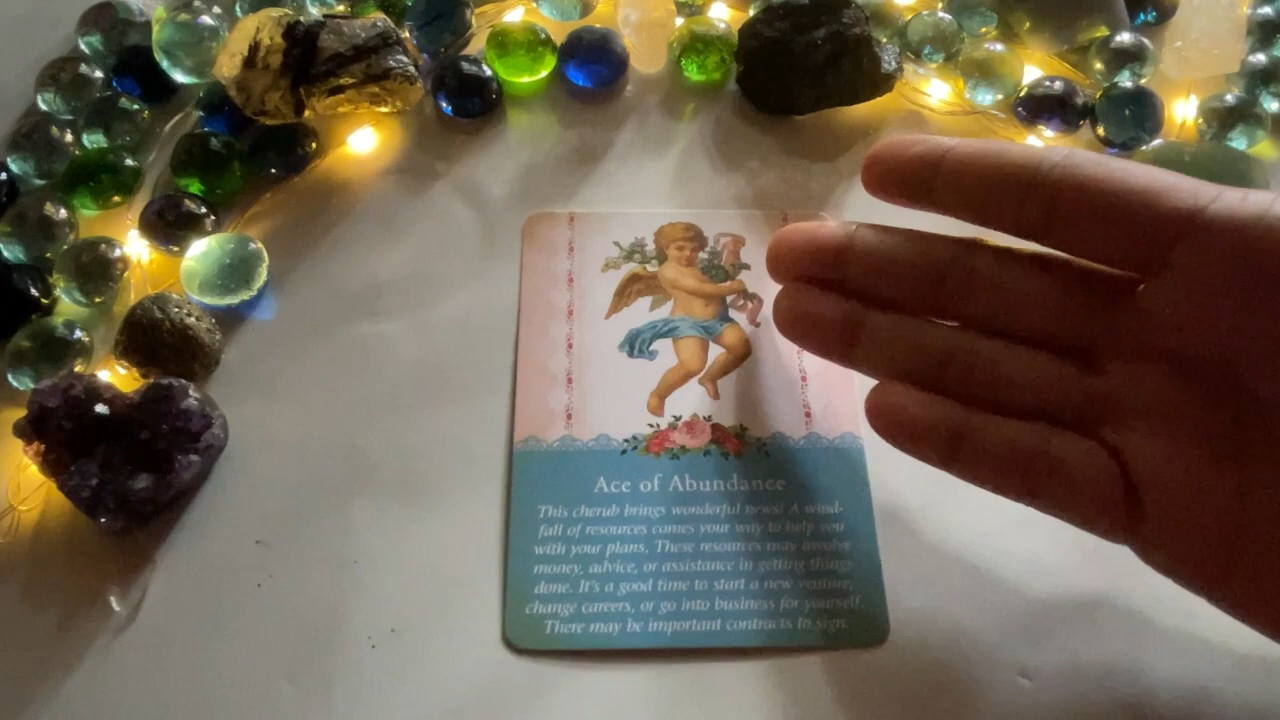 Ace of Abundance
This cherub brings wonderful news! A wind-
fall of resources comes your way to help you
with your plans. These resources may involve
money, advice, or assistance in getting things
done. It's a good time to start a new venture,
change careers, or go into business for yourself.
There may be important contracts to sign.